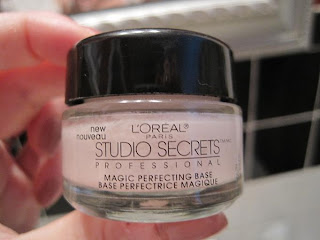 new
nouveau
L'ORÉAL®
PARIS
STUDIO SECRETS
PROFESSIONAL
MAGIC PERFECTING BASE
BASE PERFECTRICE MAGIQUE